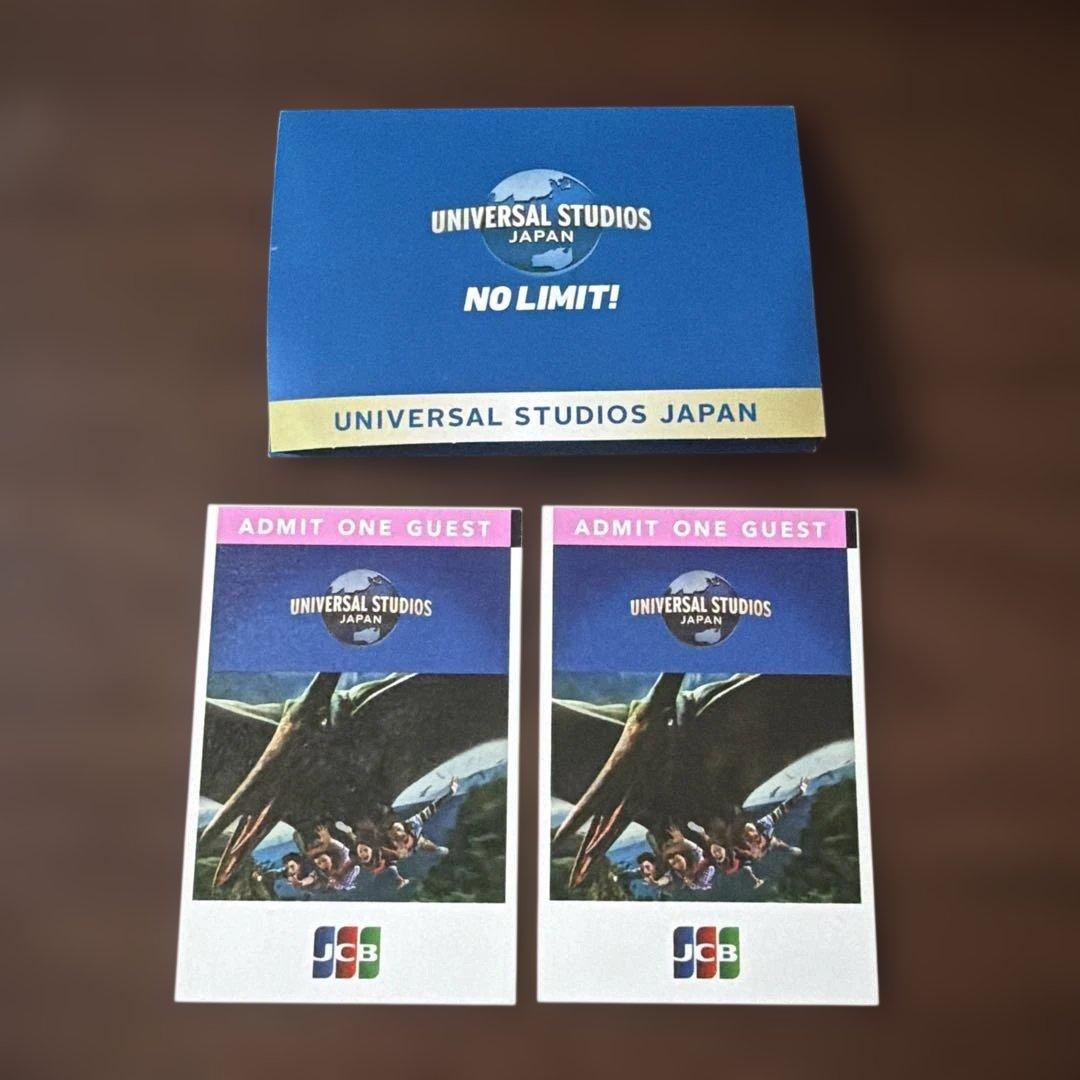 UNIVERSAL STUDIOS
JAPAN
NO LIMIT!
UNIVERSAL STUDIOS JAPAN
ADMIT ONE GUEST
UNIVERSAL STUDIOS
JAPAN
JCB
ADMIT ONE GUEST
UNIVERSAL STUDIOS
JAPAN
JCB